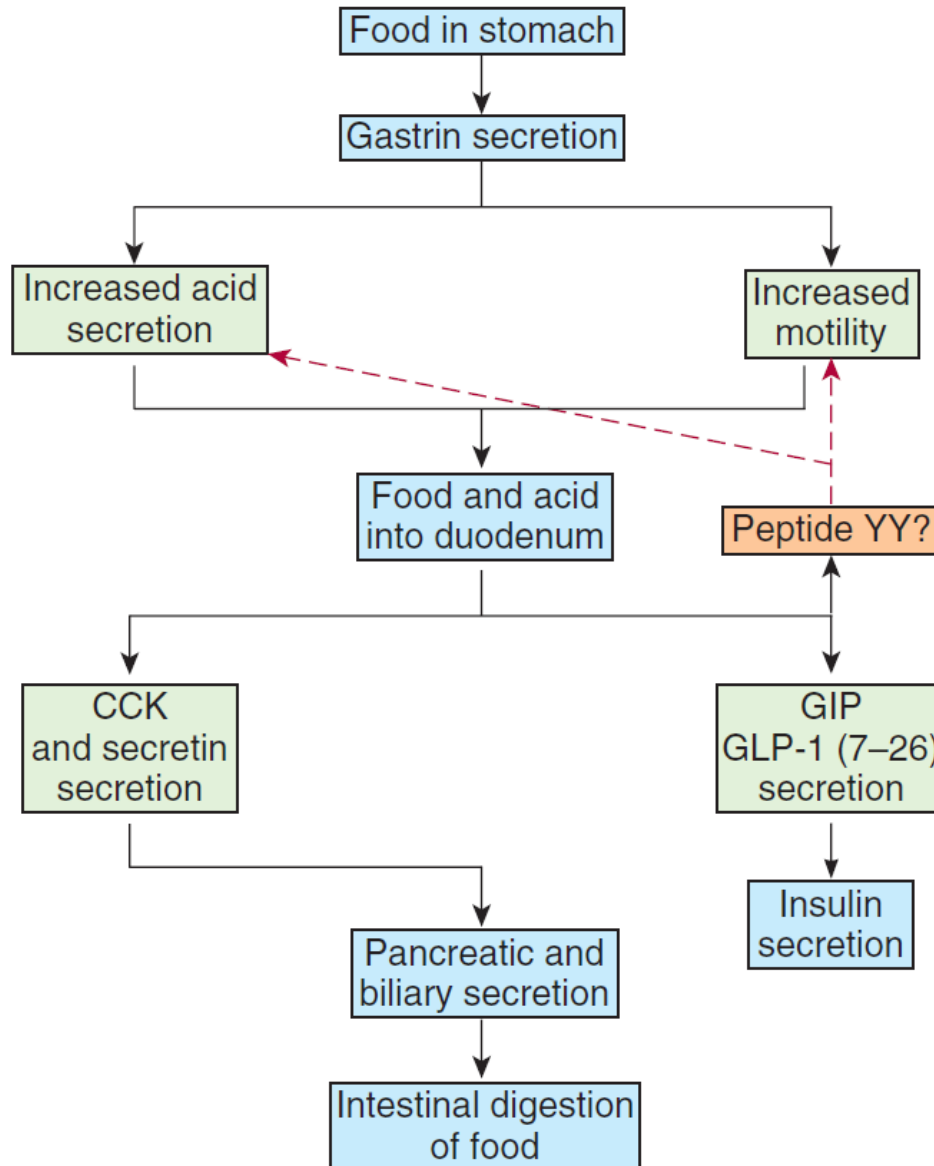 Food in stomach
Gastrin secretion
Increased acid
secretion
Increased
motility
Food and acid
into duodenum
Peptide YY?
CCK
and secretin
secretion
GIP
GLP-1 (7–26)
secretion
Insulin
secretion
Pancreatic and
biliary secretion
Intestinal digestion
of food